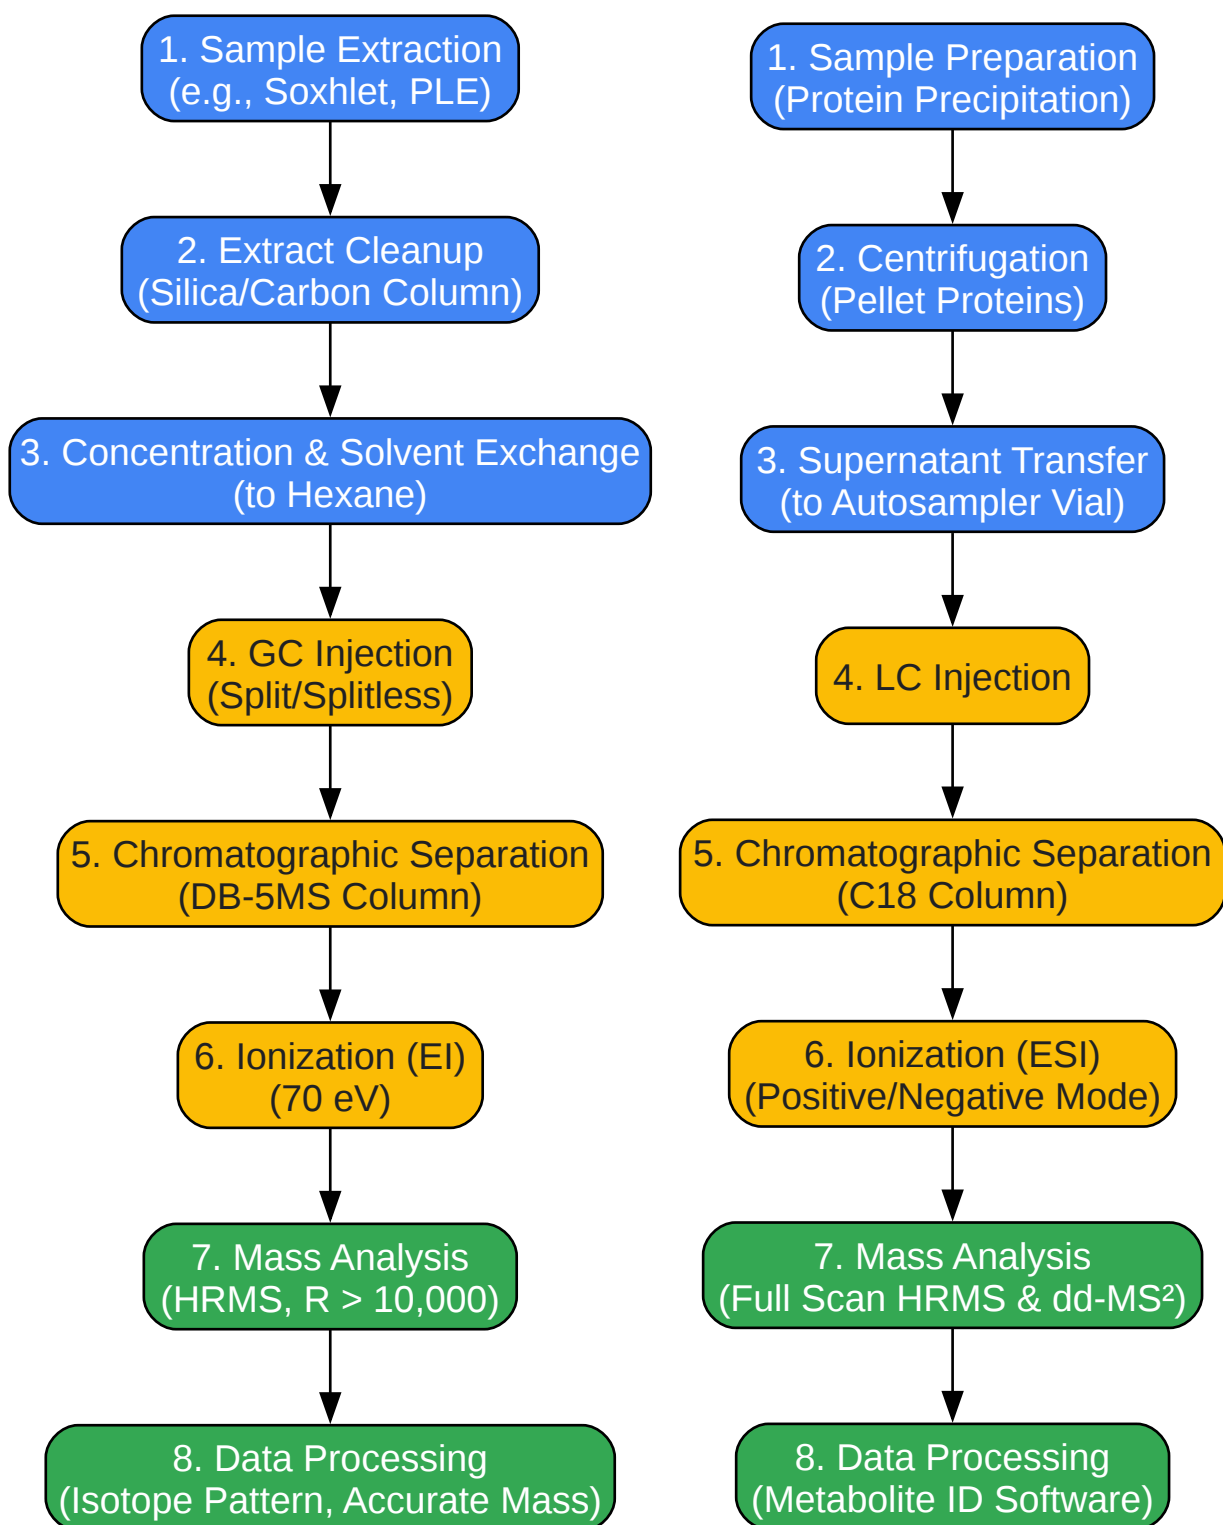 1. Sample Extraction
(e.g., Soxhlet, PLE)
2. Extract Cleanup
(Silica/Carbon Column)
3. Concentration & Solvent Exchange
(to Hexane)
4. GC Injection
(Split/Splitless)
5. Chromatographic Separation
(DB-5MS Column)
6. Ionization (EI)
(70 eV)
7. Mass Analysis
(HRMS, R > 10,000)
8. Data Processing
(Isotope Pattern, Accurate Mass)
1. Sample Preparation
(Protein Precipitation)
2. Centrifugation
(Pellet Proteins)
3. Supernatant Transfer
(to Autosampler Vial)
4. LC Injection
5. Chromatographic Separation
(C18 Column)
6. Ionization (ESI)
(Positive/Negative Mode)
7. Mass Analysis
(Full Scan HRMS & dd-MS²)
8. Data Processing
(Metabolite ID Software)